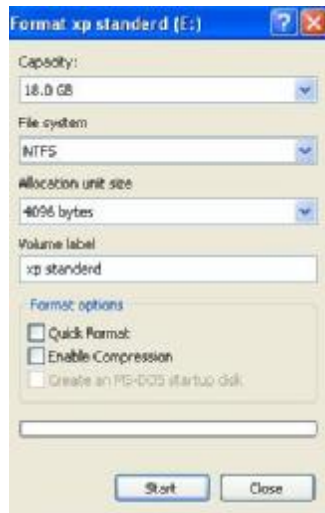 Format xp standerd (E:)
Capacity:
18.0 GB
File system
NTFS
Allocation unit size
4096 bytes
Volume label
xp standerd
Format options
Quick Format
Enable Compression
Create an MS-DOS startup disk
Start
Close